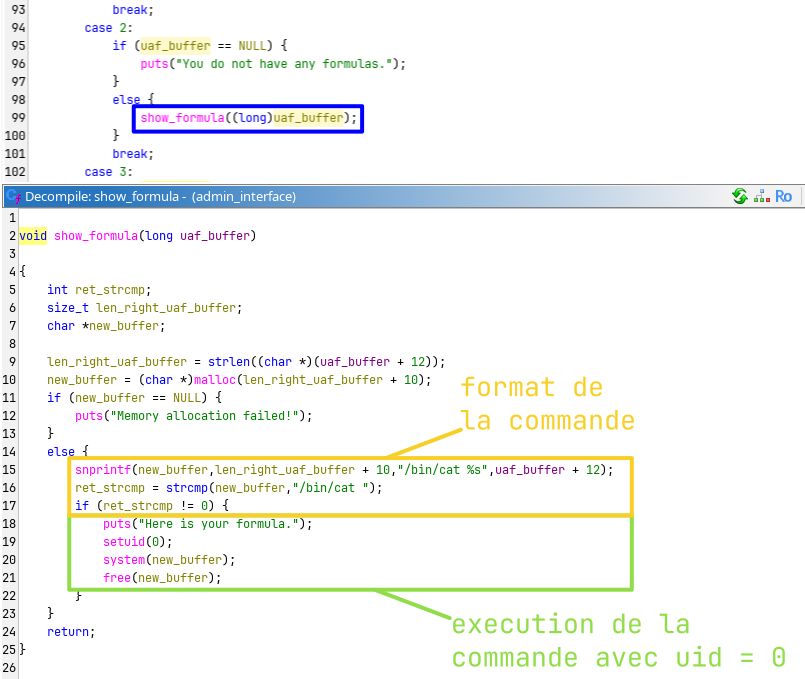 93 break;
94 case 2:
95 if (uaf_buffer == NULL) {
96 puts("You do not have any formulas.");
97 }
98 else {
99 show_formula((long)uaf_buffer);
100 }
101 break;
102 case 3:
Decompile: show_formula - (admin_interface)
Ro
1
2 void show_formula(long uaf_buffer)
3
4 {
5 int ret_strcmp;
6 size_t len_right_uaf_buffer;
7 char *new_buffer;
8
9 len_right_uaf_buffer = strlen((char *)(uaf_buffer + 12));
10 new_buffer = (char *)malloc(len_right_uaf_buffer + 10);
11 if (new_buffer == NULL) {
12 puts("Memory allocation failed!");
13 }
14 else {
15 snprintf(new_buffer,len_right_uaf_buffer + 10,"/bin/cat %s",uaf_buffer + 12);
16 ret_strcmp = strcmp(new_buffer,"/bin/cat ");
17 if (ret_strcmp != 0) {
18 puts("Here is your formula.");
19 setuid(0);
20 system(new_buffer);
21 free(new_buffer);
22 }
23 }
24 return;
25 }
26
format de
la commande
execution de la
commande avec uid = 0